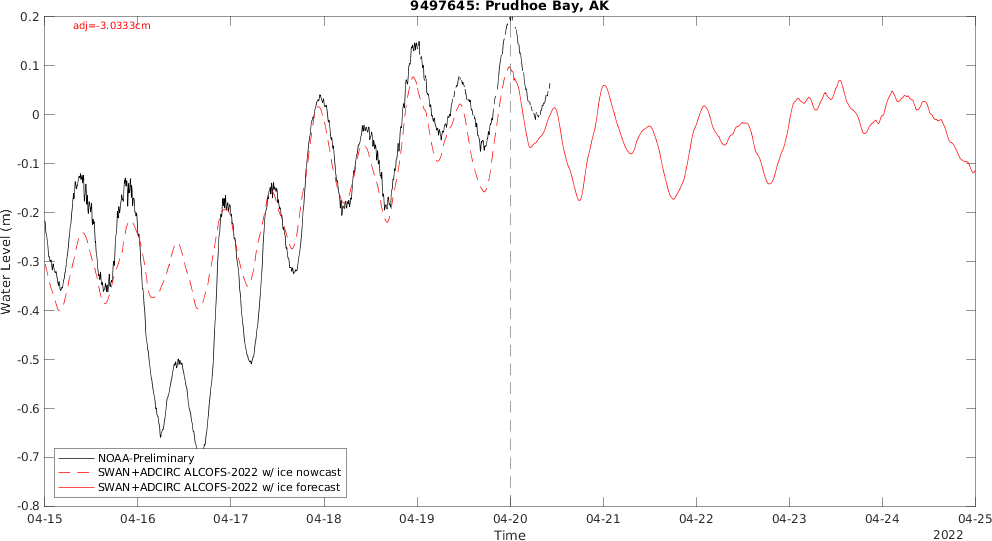 9497645: Prudhoe Bay, AK
adj=-3.0333cm
0.2
0.1
0
-0.1
-0.2
-0.3
-0.4
-0.5
-0.6
-0.7
-0.8
Water Level (m)
NOAA-Preliminary
SWAN+ADCIRC ALCOFS-2022 w/ ice nowcast
SWAN+ADCIRC ALCOFS-2022 w/ ice forecast
04-15 04-16 04-17 04-18 04-19 04-20 04-21 04-22 04-23 04-24 04-25
Time
2022